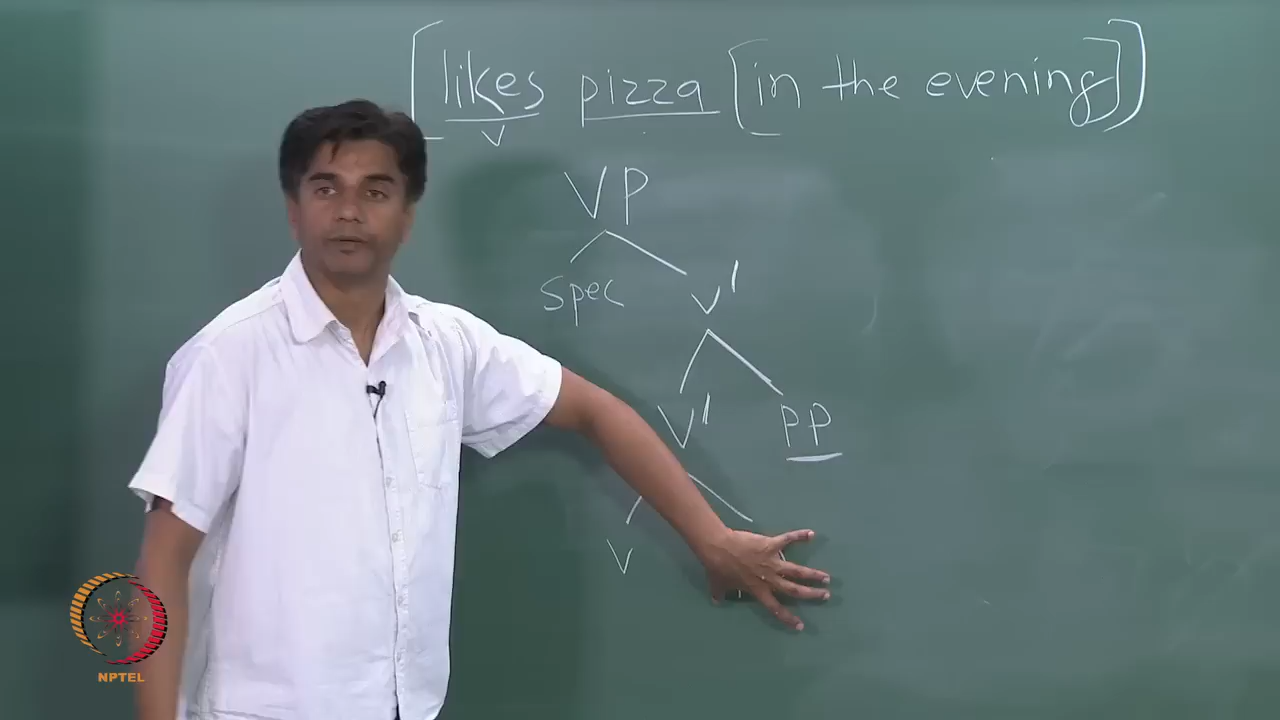 [likes pizza [in the evening]]
V
VP
spec V'
V' PP
V
NPTEL